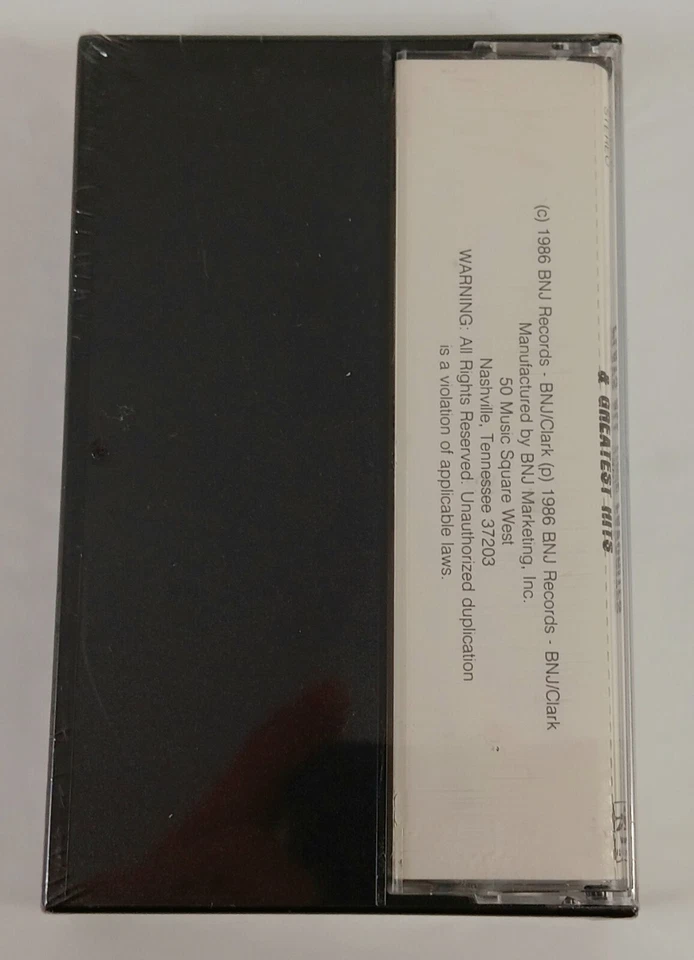 STEREO
& GREATEST HITS
(c) 1986 BNJ Records - BNJ/Clark (p) 1986 BNJ Records - BNJ/Clark
Manufactured by BNJ Marketing, Inc.
50 Music Square West
Nashville, Tennessee 37203
WARNING: All Rights Reserved. Unauthorized duplication
is a violation of applicable laws.